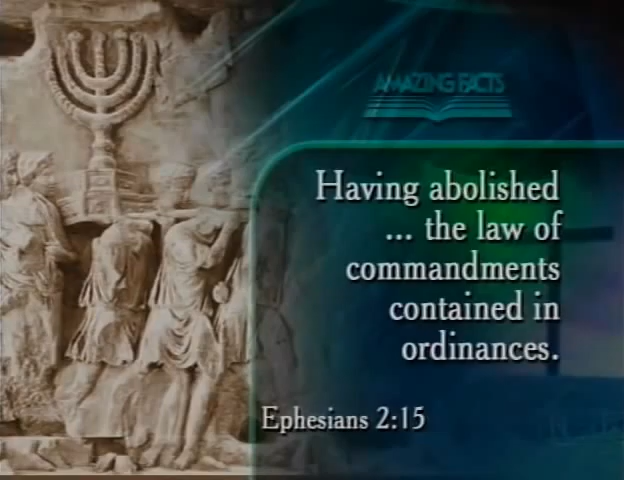 AMAZING FACTS
Having abolished
... the law of
commandments
contained in
ordinances.
Ephesians 2:15